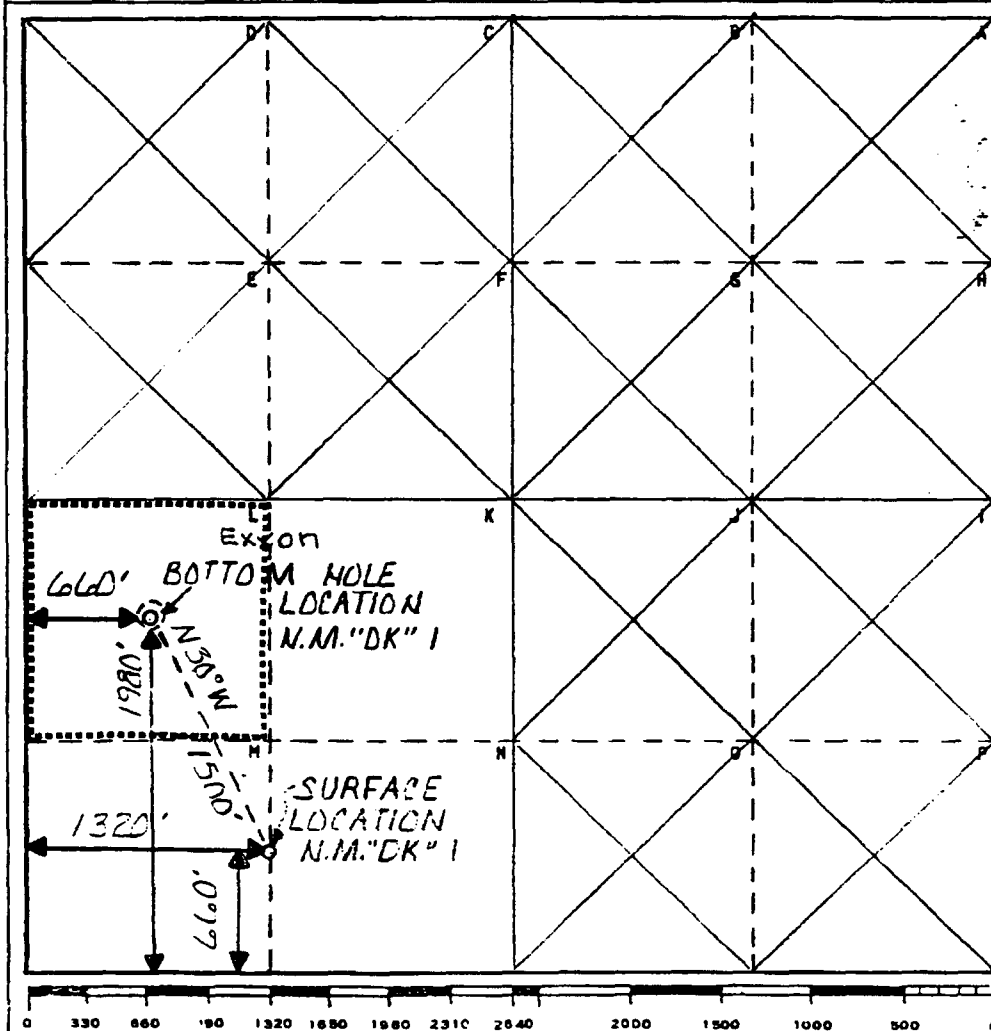 D C B A
E F G H
L K J I
Exxon
660' BOTTOM HOLE
LOCATION
N.M."DK" 1
N30°W
1980'
M N O P
1500'
SURFACE
1320' LOCATION
N.M."DK" 1
660'
0 330 660 990 1320 1650 1980 2310 2640 2000 1500 1000 500